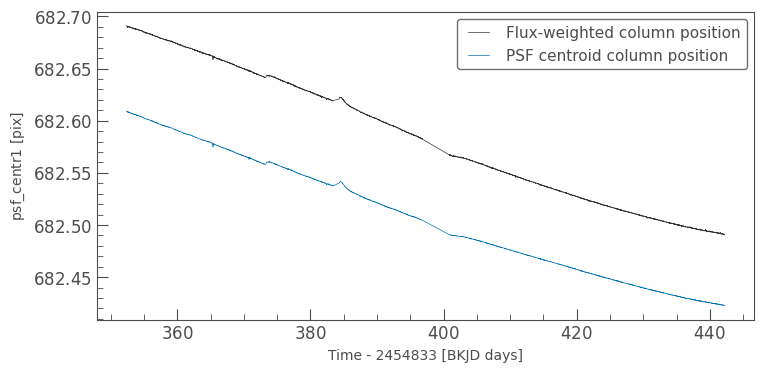 682.70
682.65
682.60
682.55
682.50
682.45
psf_centr1 [pix]
Flux-weighted column position
PSF centroid column position
360 380 400 420 440
Time - 2454833 [BKJD days]